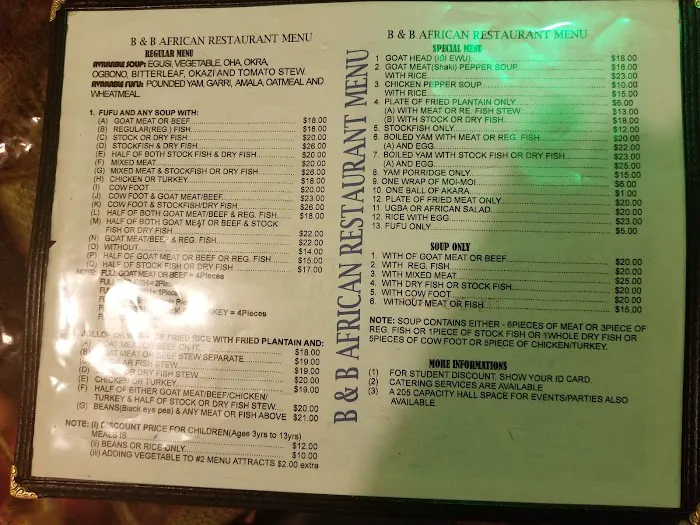 B & B AFRICAN RESTAURANT MENU
REGULAR MENU
AVAILABLE SOUP: EGUSI, VEGETABLE, OHA, OKRA,
OGBONO, BITTERLEAF, OKAZI AND TOMATO STEW.
AVAILABLE FUFU: POUNDED YAM, GARRI, AMALA, OATMEAL AND
WHEATMEAL.
1. FUFU AND ANY SOUP WITH:
(A) GOAT MEAT OR BEEF $18.00
(B) REGULAR(REG ) FISH $18.00
(C) STOCK OR DRY FISH $20.00
(D) STOCKFISH & DRY FISH $26.00
(E) HALF OF BOTH STOCK FISH & DRY FISH $20.00
(F) MIXED MEAT $20.00
(G) MIXED MEAT & STOCKFISH OR DRY FISH $26.00
(H) CHICKEN OR TURKEY $18.00
(I) COW FOOT $20.00
(J) COW FOOT & GOAT MEAT/BEEF $23.00
(K) COW FOOT & STOCKFISH/DRY FISH $26.00
(L) HALF OF BOTH GOAT MEAT/BEEF & REG. FISH $18.00
(M) HALF OF BOTH GOAT MEAT OR BEEF & STOCK
FISH OR DRY FISH $22.00
(N) GOAT MEAT/BEEF & REG. FISH $22.00
(O) WITHOUT $14.00
(P) HALF OF GOAT MEAT OR BEEF OR REG. FISH $15.00
(Q) HALF OF STOCK FISH OR DRY FISH $17.00
NOTE: FULL GOAT MEAT OR BEEF = 4Pieces
KEY = 4Pieces
FRIED RICE WITH FRIED PLANTAIN AND:
$18.00
MEAT OR BEEF STEW SEPARATE $19.00
FISH STEW $19.00
OR DRY FISH STEW $20.00
(E) CHICKEN OR TURKEY $20.00
(F) HALF OF EITHER GOAT MEAT/BEEF/CHICKEN/
TURKEY & HALF OF STOCK OR DRY FISH STEW $20.00
(G) BEANS(Black eye pea) & ANY MEAT OR FISH ABOVE $21.00
NOTE: (i) DISCOUNT PRICE FOR CHILDREN(Ages 3yrs to 13yrs)
MEALS IS $12.00
(ii) BEANS OR RICE ONLY $10.00
(iii) ADDING VEGETABLE TO #2 MENU ATTRACTS $2.00 extra
B & B AFRICAN RESTAURANT MENU
B & B AFRICAN RESTAURANT MENU
SPECIAL MENU
1. GOAT HEAD (ISI EWU) $18.00
2. GOAT MEAT(Shaki) PEPPER SOUP $18.00
WITH RICE $23.00
3. CHICKEN PEPPER SOUP $10.00
WITH RICE $15.00
4. PLATE OF FRIED PLANTAIN ONLY $6.00
(A) WITH MEAT OR RE. FISH STEW $13.00
(B) WITH STOCK OR DRY FISH $18.00
5. STOCKFISH ONLY $12.00
6. BOILED YAM WITH MEAT OR REG. FISH $20.00
(A) AND EGG $22.00
7. BOILED YAM WITH STOCK FISH OR DRY FISH $23.00
(A) AND EGG $25.00
8. YAM PORRIDGE ONLY $15.00
9. ONE WRAP OF MOI-MOI $6.00
10. ONE BALL OF AKARA $1.00
12. PLATE OF FRIED MEAT ONLY $20.00
11. UGBA OR AFRICAN SALAD $20.00
12. RICE WITH EGG $23.00
13. FUFU ONLY $5.00
SOUP ONLY
1. WITH OF GOAT MEAT OR BEEF $20.00
2. WITH REG. FISH $20.00
3. WITH MIXED MEAT $20.00
4. WITH DRY FISH OR STOCK FISH $25.00
5. WITH COW FOOT $20.00
6. WITHOUT MEAT OR FISH $15.00
NOTE: SOUP CONTAINS EITHER - 6PIECES OF MEAT OR 3PIECE OF
REG. FISH OR 1PIECE OF STOCK FISH OR 1WHOLE DRY FISH OR
5PIECES OF COW FOOT OR 5PIECE OF CHICKEN/TURKEY.
MORE INFORMATIONS
(1) FOR STUDENT DISCOUNT, SHOW YOUR ID CARD.
(2) CATERING SERVICES ARE AVAILABLE
(3) A 205 CAPACITY HALL SPACE FOR EVENTS/PARTIES ALSO
AVAILABLE.